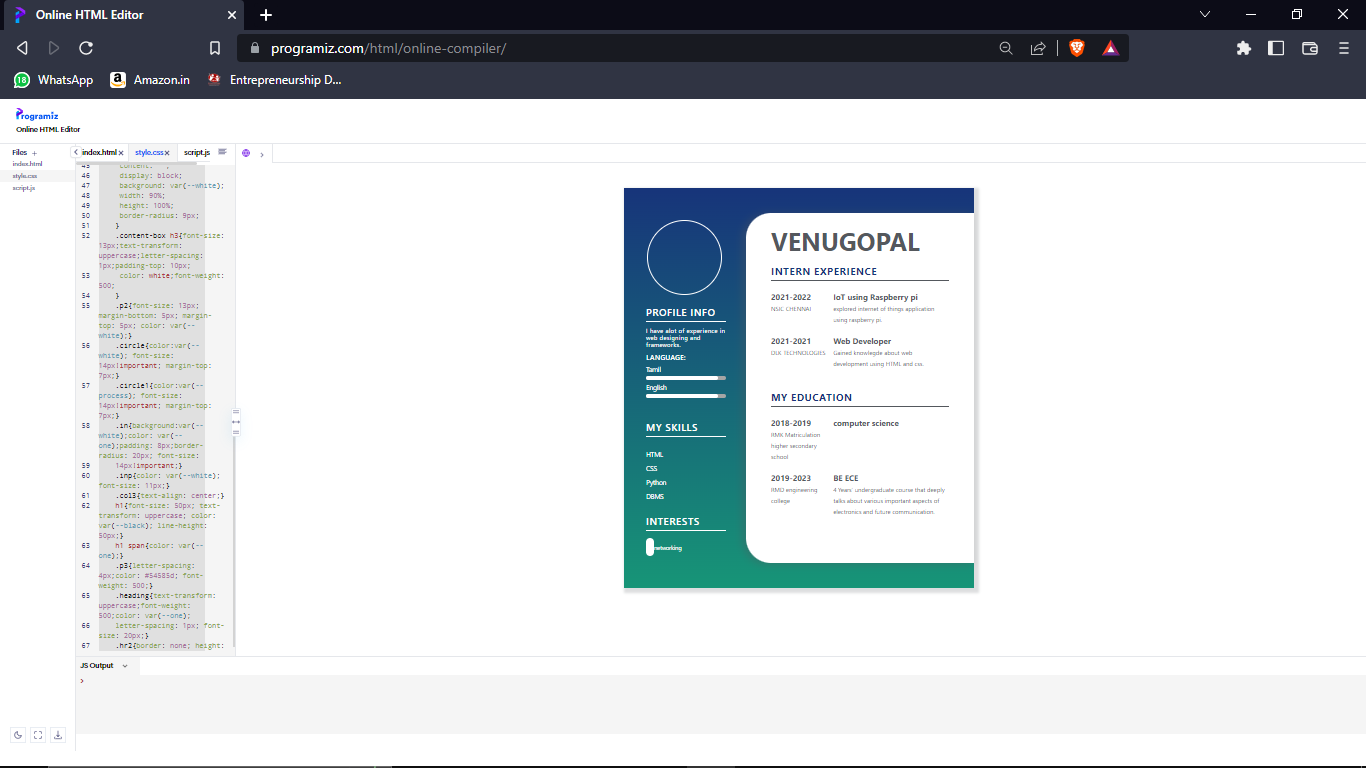 Online HTML Editor
programiz.com/html/online-compiler/
18 WhatsApp
Amazon.in
Entrepreneurship D...
Programiz
Online HTML Editor
Files +
index.html
style.css
script.js
index.html
style.css
script.js
46 display: block;
47 background: var(--white);
48 width: 90%;
49 height: 100%;
50 border-radius: 9px;
51 }
52 .content-box h3{font-size:
13px;text-transform:
uppercase;letter-spacing:
1px;padding-top: 10px;
53 color: white;font-weight:
500;
54 }
55 .p2{font-size: 13px;
margin-bottom: 5px; margin-
top: 5px; color: var(--
white);}
56 .circle{color:var(--
white); font-size:
14px!important; margin-top:
7px;}
57 .circle1{color:var(--
process); font-size:
14px!important; margin-top:
7px;}
58 .in{background:var(--
white);color: var(--
one);padding: 8px;border-
radius: 20px; font-size:
59 14px!important;}
60 .inp{color: var(--white);
font-size: 11px;}
61 .col3{text-align: center;}
62 h1{font-size: 50px; text-
transform: uppercase; color:
var(--black); line-height:
50px;}
63 h1 span{color: var(--
one);}
64 .p3{letter-spacing:
4px;color: #54585d; font-
weight: 500;}
65 .heading{text-transform:
uppercase;font-weight:
500;color: var(--one);
66 letter-spacing: 1px; font-
size: 20px;}
67 .hr2{border: none; height:
PROFILE INFO
I have alot of experience in
web designing and
frameworks.
LANGUAGE:
Tamil
English
MY SKILLS
HTML
CSS
Python
DBMS
INTERESTS
networking
VENUGOPAL
INTERN EXPERIENCE
2021-2022 IoT using Raspberry pi
NSIC CHENNAI explored internet of things application
using raspberry pi.
2021-2021 Web Developer
DLK TECHNOLOGIES Gained knowlegde about web
development using HTMl and css.
MY EDUCATION
2018-2019 computer science
RMK Matriculation
higher secondary
school
2019-2023 BE ECE
RMD engineering 4 Years undergraduate course that deeply
college talks about various important aspects of
electronics and future communication.
JS Output